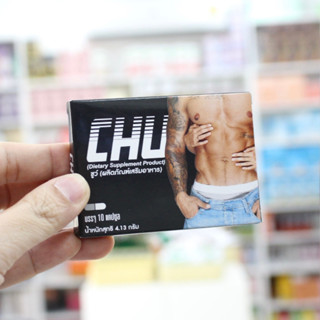 CHU
(Dietary Supplement Product)
ชูว์ (ผลิตภัณฑ์เสริมอาหาร)
บรรจุ 10 แคปซูล
น้ำหนักสุทธิ 4.13 กรัม